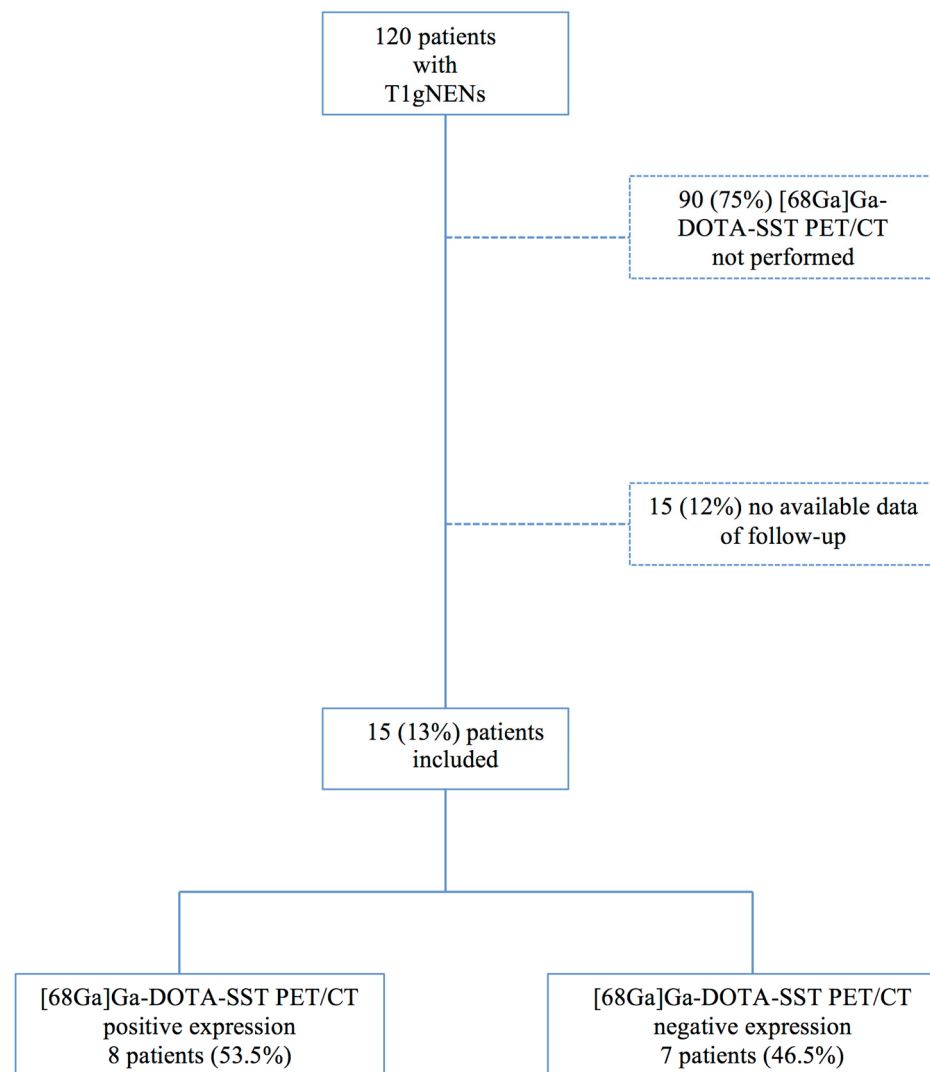 120 patients
with
T1gNENs
90 (75%) [68Ga]Ga-
DOTA-SST PET/CT
not performed
15 (12%) no available data
of follow-up
15 (13%) patients
included
[68Ga]Ga-DOTA-SST PET/CT
positive expression
8 patients (53.5%)
[68Ga]Ga-DOTA-SST PET/CT
negative expression
7 patients (46.5%)